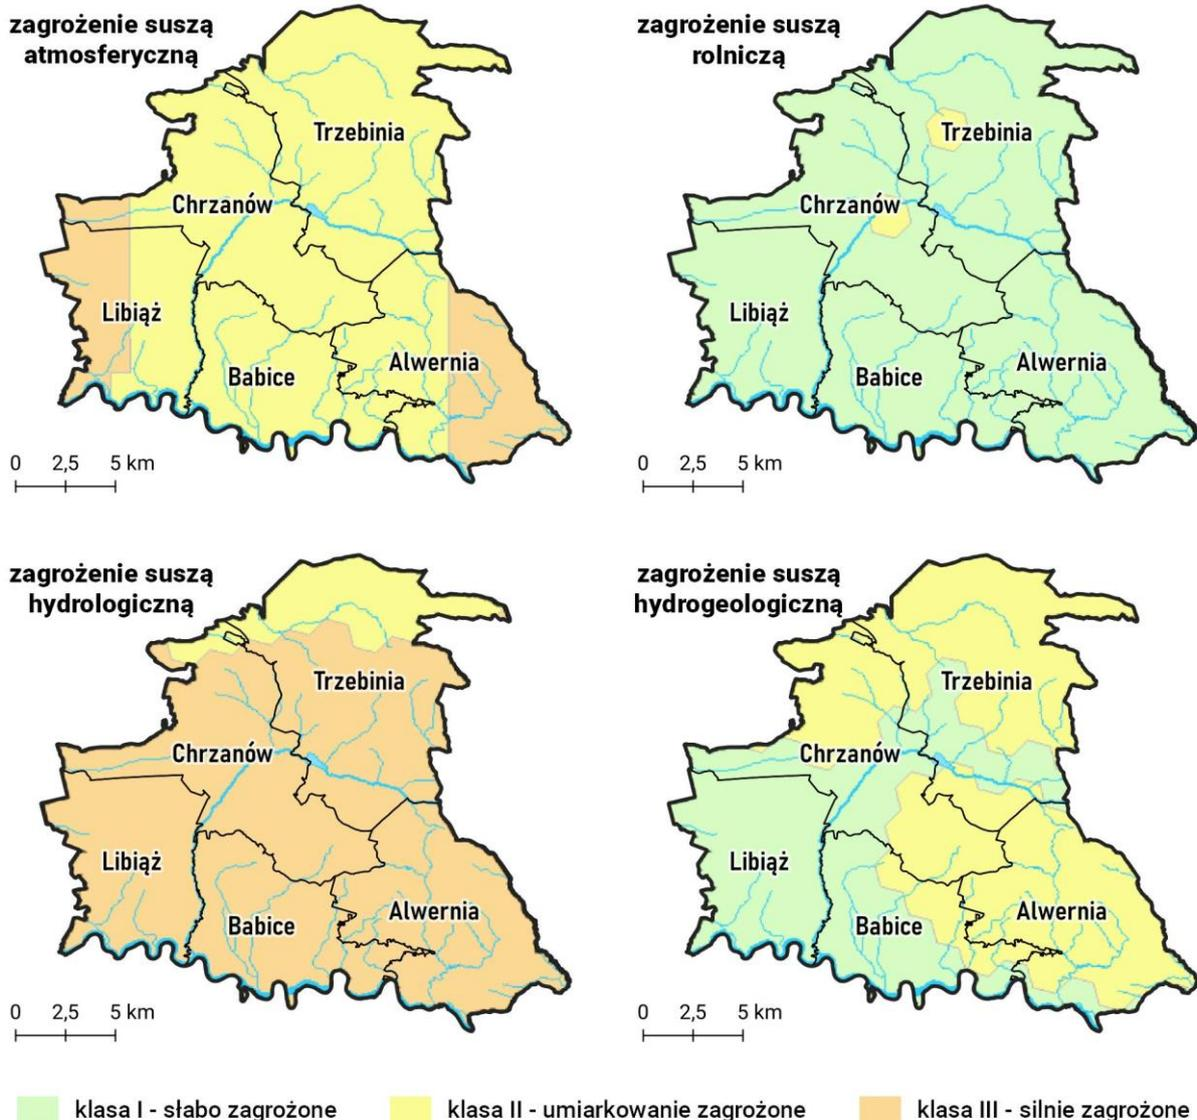 zagrożenie suszą
atmosferyczną
Trzebinia
Chrzanów
Libiąż
Babice
Alwernia
0 2,5 5 km
zagrożenie suszą
rolniczą
Trzebinia
Chrzanów
Libiąż
Babice
Alwernia
0 2,5 5 km
zagrożenie suszą
hydrologiczną
Trzebinia
Chrzanów
Libiąż
Babice
Alwernia
0 2,5 5 km
zagrożenie suszą
hydrogeologiczną
Trzebinia
Chrzanów
Libiąż
Babice
Alwernia
0 2,5 5 km
klasa I - słabo zagrożone klasa II - umiarkowanie zagrożone klasa III - silnie zagrożone